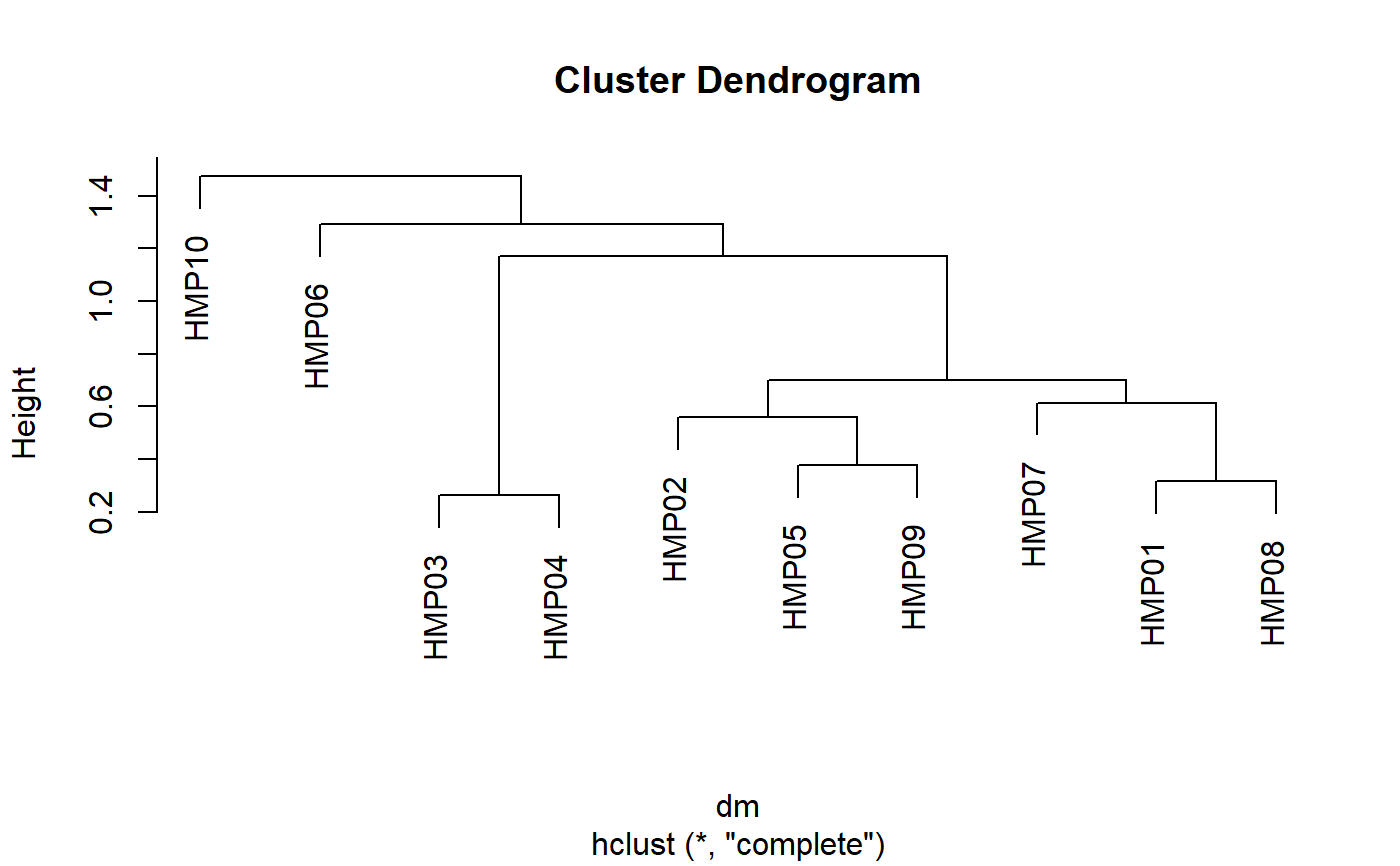 Cluster Dendrogram
Height
1.4
1.0
0.6
0.2
HMP10
HMP06
HMP03
HMP04
HMP02
HMP05
HMP09
HMP07
HMP01
HMP08
dm
hclust (*, "complete")